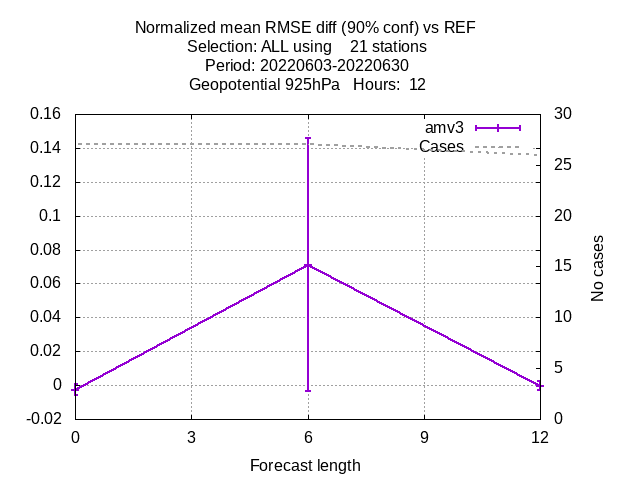 Normalized mean RMSE diff (90% conf) vs REF
Selection: ALL using    21 stations
Period: 20220603-20220630
Geopotential 925hPa   Hours:  12
0.16
0.14
0.12
0.1
0.08
0.06
0.04
0.02
0
-0.02
amv3
Cases
30
25
20
15
10
5
0
No cases
0 3 6 9 12
Forecast length